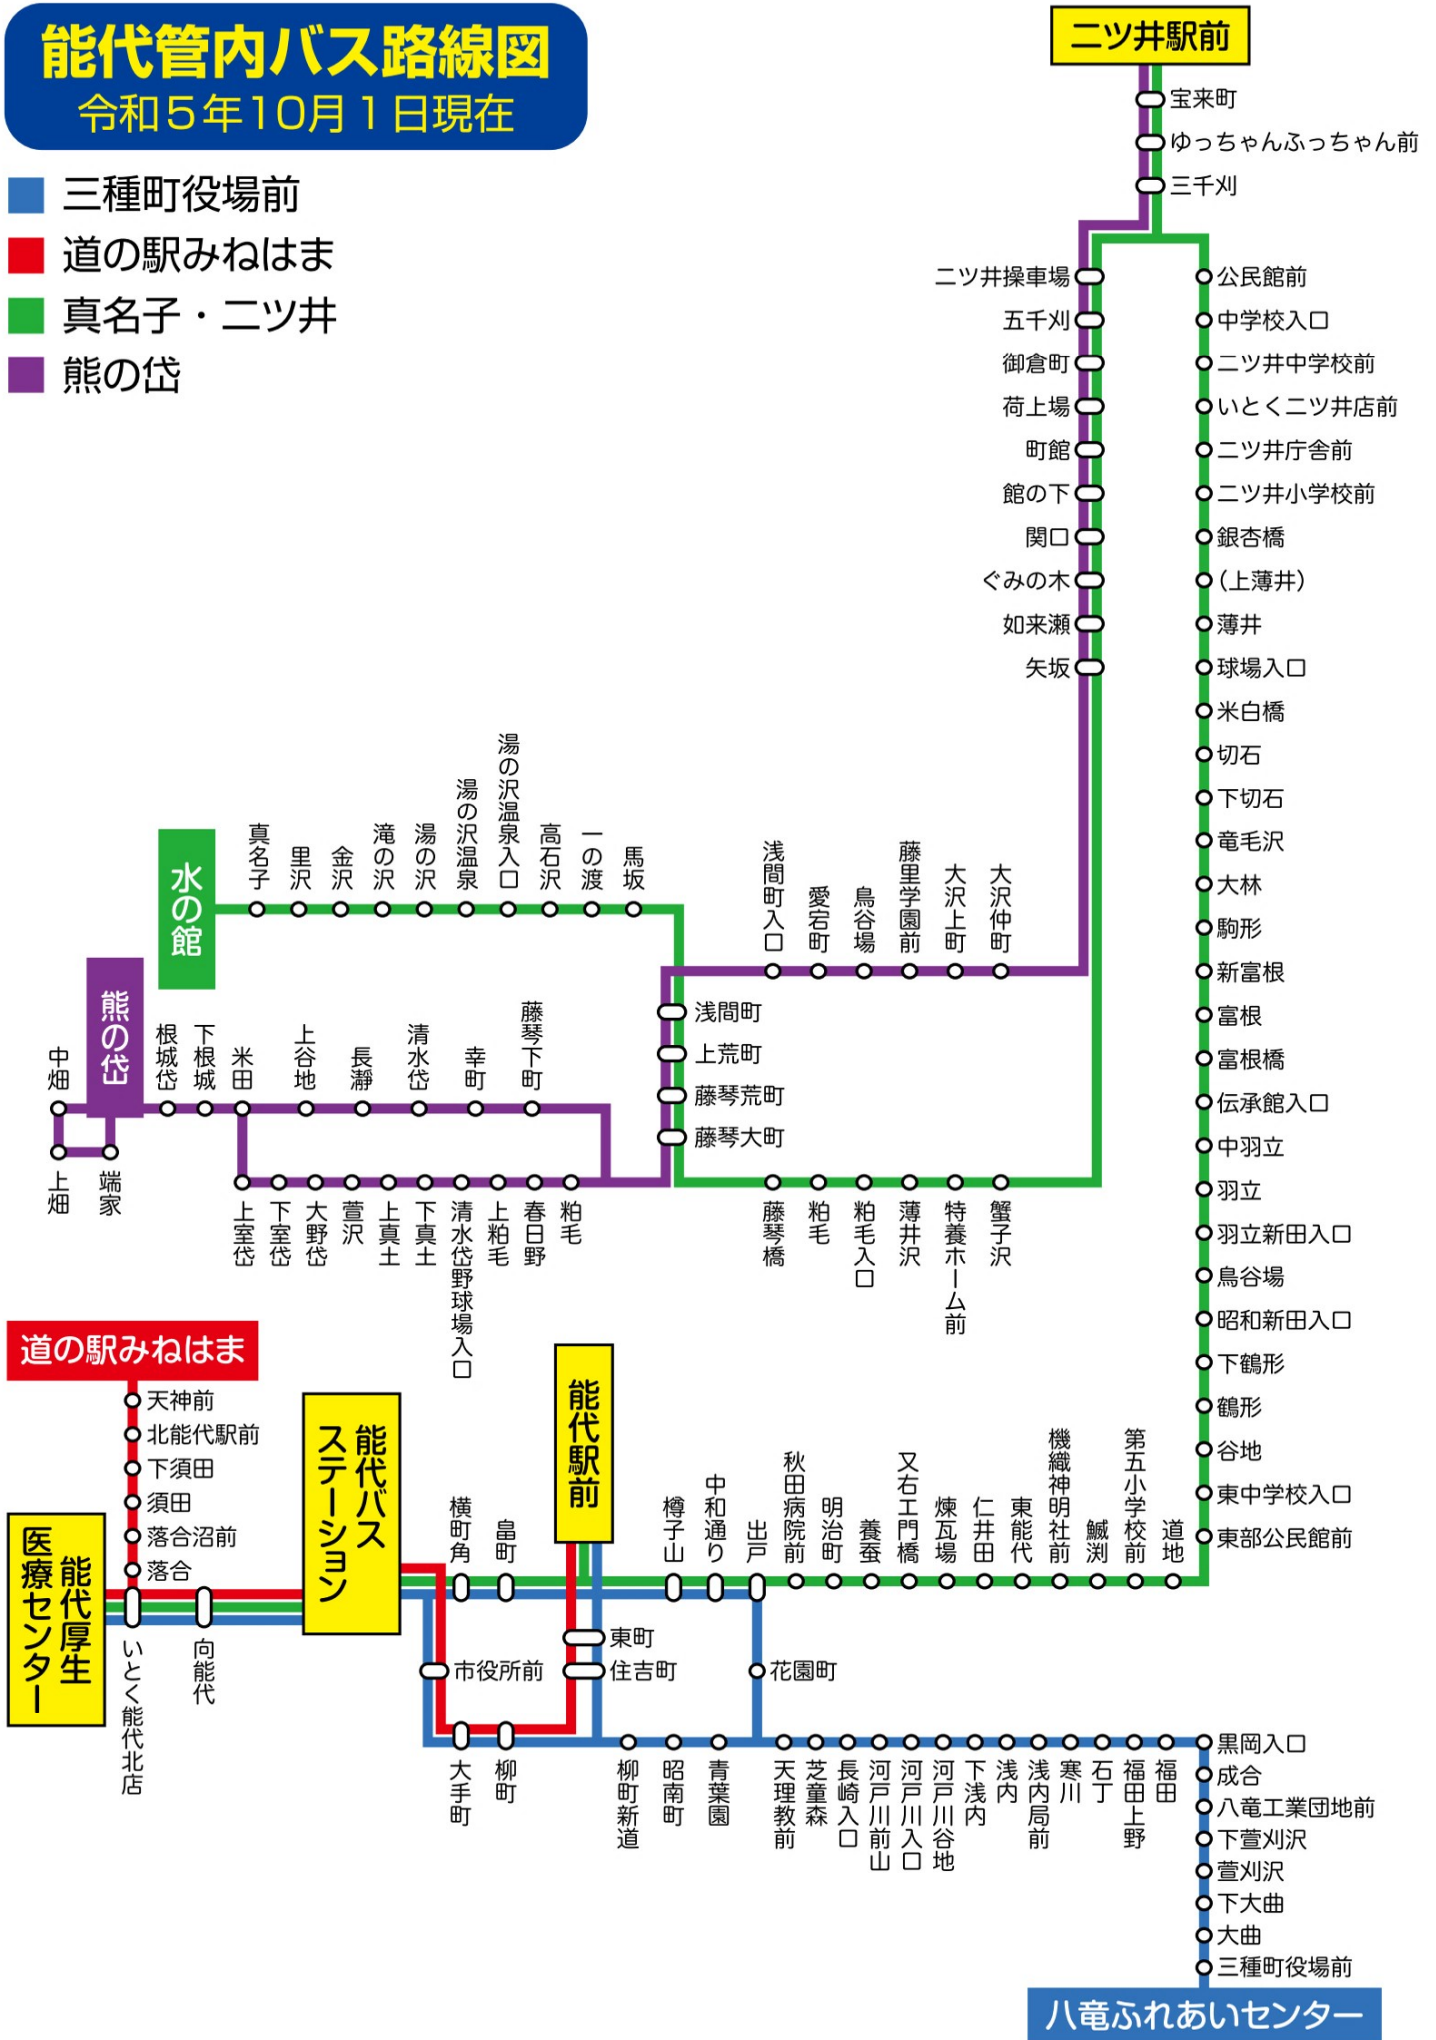 能代管内バス路線図
令和5年10月1日現在
三種町役場前
道の駅みねはま
真名子・二ツ井
熊の岱
二ツ井駅前
宝来町
ゆっちゃんふっちゃん前
三千刈
二ツ井操車場
五千刈
御倉町
荷上場
町館
館の下
関口
ぐみの木
如来瀬
矢坂
公民館前
中学校入口
二ツ井中学校前
いとく二ツ井店前
二ツ井庁舎前
二ツ井小学校前
銀杏橋
(上薄井)
薄井
球場入口
米白橋
切石
下切石
竜毛沢
大林
駒形
新富根
富根
富根橋
伝承館入口
中羽立
羽立
羽立新田入口
鳥谷場
昭和新田入口
下鶴形
鶴形
谷地
東中学校入口
東部公民館前
水の館
真名子
里沢
金沢
滝の沢
湯の沢
湯の沢温泉
湯の沢温泉入口
高石沢
一の渡
馬坂
浅間町入口
愛宕町
鳥谷場
藤里学園前
大沢上町
大沢仲町
浅間町
上荒町
藤琴荒町
藤琴大町
熊の岱
中畑
根城岱
下根城
米田
上谷地
長瀞
清水岱
幸町
藤琴下町
上畑
端家
上室岱
下室岱
大野岱
萱沢
上真土
下真土
清水岱野球場入口
上粕毛
春日野
粕毛
藤琴橋
粕毛
粕毛入口
薄井沢
特養ホーム前
蟹子沢
道の駅みねはま
天神前
北能代駅前
下須田
須田
落合沼前
落合
能代厚生
医療センター
いとく能代北店
向能代
能代バス
ステーション
能代駅前
横町角
畠町
樽子山
中和通り
出戸
秋田病院前
明治町
養蚕
又右エ門橋
煉瓦場
仁井田
東能代
機織神明社前
鰄渕
第五小学校前
道地
東町
住吉町
市役所前
花園町
大手町
柳町
柳町新道
昭南町
青葉園
天理教前
芝童森
長崎入口
河戸川前山
河戸川入口
河戸川谷地
下浅内
浅内
浅内局前
寒川
石丁
福田上野
福田
黒岡入口
成合
八竜工業団地前
下萱刈沢
萱刈沢
下大曲
大曲
三種町役場前
八竜ふれあいセンター